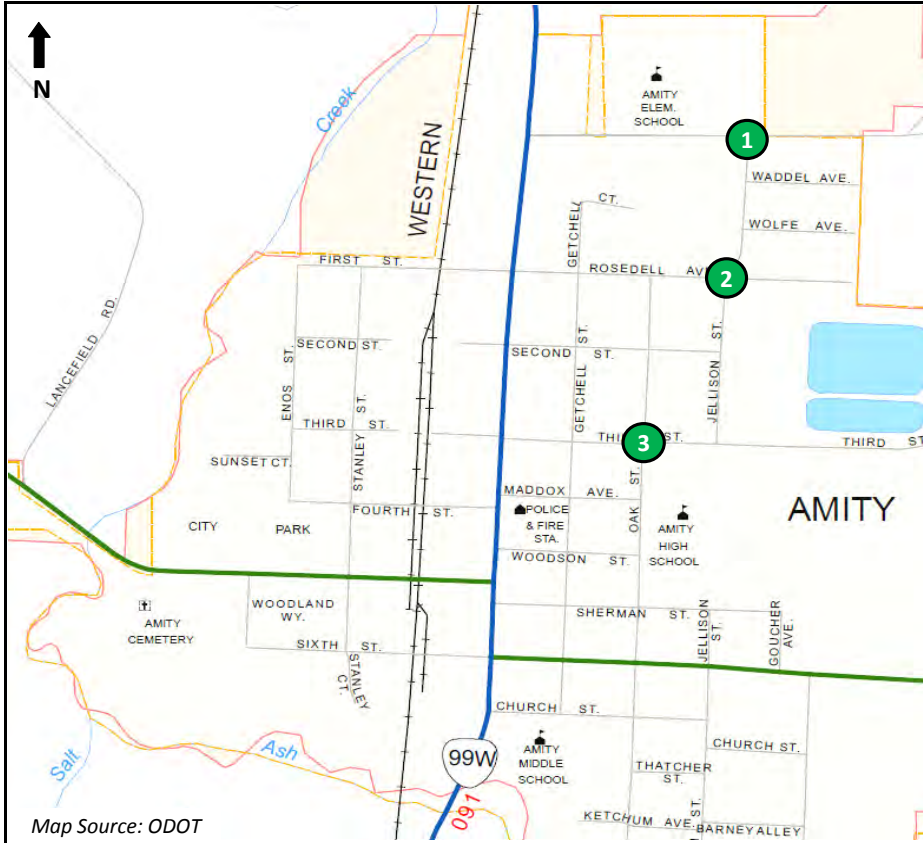 N
Creek
AMITY
ELEM.
SCHOOL
1
WESTERN
WADDEL AVE.
CT.
GETCHELL
WOLFE AVE.
FIRST ST.
ROSEDELL
2
LANCEFIELD RD.
ENOS ST.
SECOND ST.
SECOND ST.
ST.
JELLISON ST.
GETCHELL
THIRD ST.
STANLEY ST.
3
ST.
THIRD ST
SUNSET CT.
MADDOX AVE.
OAK ST.
AMITY
CITY PARK
FOURTH ST.
POLICE
& FIRE
STA.
AMITY
HIGH
SCHOOL
WOODSON ST.
AMITY
CEMETERY
WOODLAND
WY.
SHERMAN ST.
JELLISON
ST.
GOUCHER
AVE.
SIXTH ST.
STANLEY
CT.
CHURCH ST.
CHURCH ST.
Salt
Ash
99W
091
AMITY
MIDDLE
SCHOOL
THATCHER
ST.
KETCHUM AVE.
ST.
BARNEY ALLEY
Map Source: ODOT